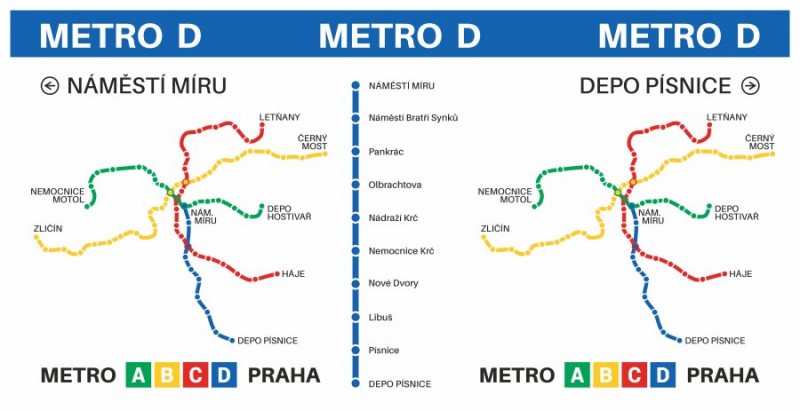 METRO D METRO D METRO D
NÁMĚSTÍ MÍRU
LETŇANY
ČERNÝ
MOST
NEMOCNICE
MOTOL
NÁM.
MÍRU
DEPO
HOSTIVAŘ
ZLIČÍN
HÁJE
DEPO PÍSNICE
METRO A B C D PRAHA
NÁMĚSTÍ MÍRU
Náměstí Bratří Synků
Pankrác
Olbrachtova
Nádraží Krč
Nemocnice Krč
Nové Dvory
Libuš
Písnice
DEPO PÍSNICE
DEPO PÍSNICE
LETŇANY
ČERNÝ
MOST
NEMOCNICE
MOTOL
NÁM.
MÍRU
DEPO
HOSTIVAŘ
ZLIČÍN
HÁJE
DEPO PÍSNICE
METRO A B C D PRAHA